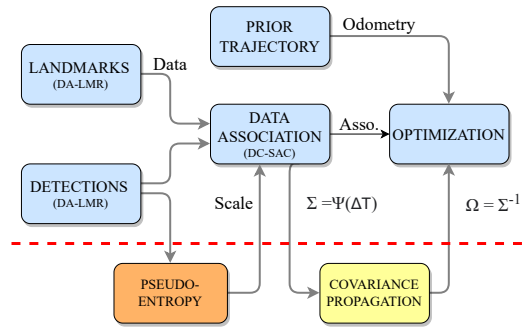 PRIOR
TRAJECTORY
Odometry
LANDMARKS
(DA-LMR)
Data
DATA
ASSOCIATION
(DC-SAC)
Asso.
OPTIMIZATION
DETECTIONS
(DA-LMR)
Scale
Σ =Ψ(ΔT)
Ω = Σ⁻¹
PSEUDO-
ENTROPY
COVARIANCE
PROPAGATION